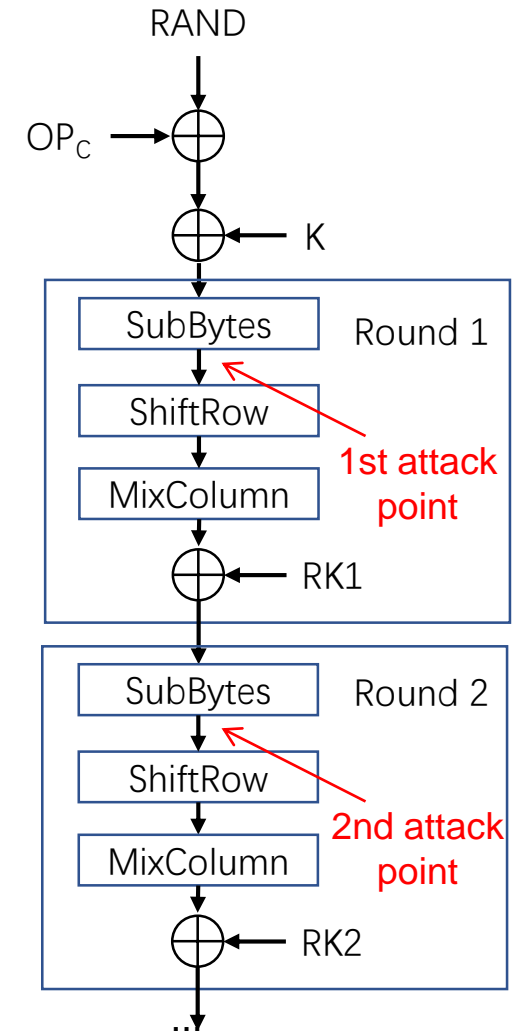 RAND
OPC
K
SubBytes
Round 1
ShiftRow
1st attack
point
MixColumn
RK1
SubBytes
Round 2
ShiftRow
2nd attack
point
MixColumn
RK2
...